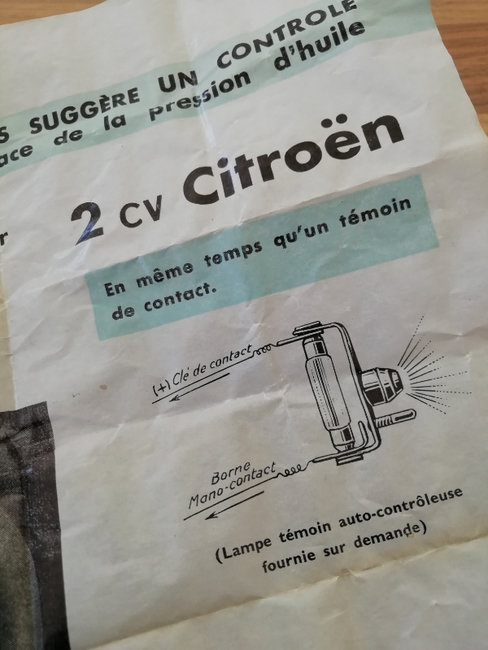 SUGGÈRE UN CONTROLE
de la pression d'huile
2 CV Citroën
En même temps qu'un témoin
de contact.
(+) Clé de contact
Borne
Mano-contact
(Lampe témoin auto-contrôleuse
fournie sur demande)